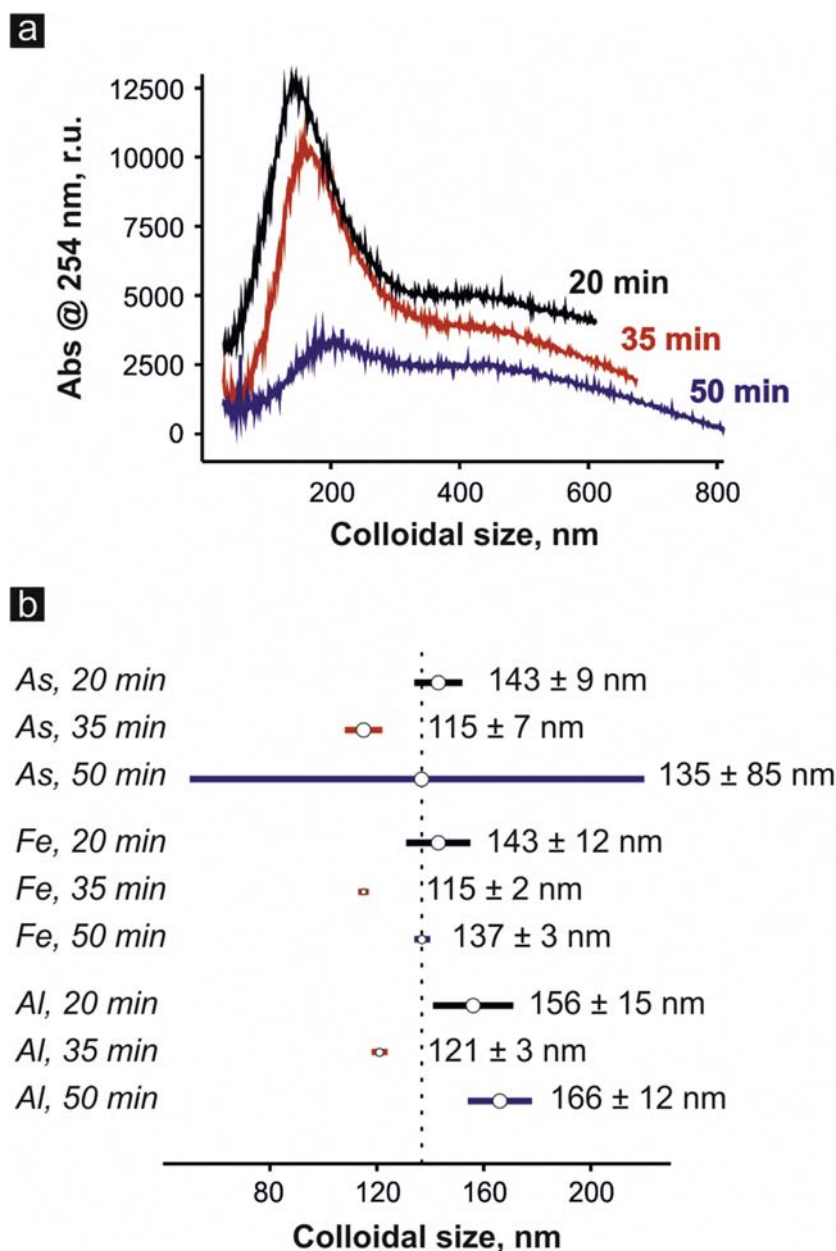 a
12500
10000
7500
5000
2500
0
Abs @ 254 nm, r.u.
20 min
35 min
50 min
200 400 600 800
Colloidal size, nm
b
As, 20 min 143 ± 9 nm
As, 35 min 115 ± 7 nm
As, 50 min 135 ± 85 nm
Fe, 20 min 143 ± 12 nm
Fe, 35 min 115 ± 2 nm
Fe, 50 min 137 ± 3 nm
Al, 20 min 156 ± 15 nm
Al, 35 min 121 ± 3 nm
Al, 50 min 166 ± 12 nm
80 120 160 200
Colloidal size, nm